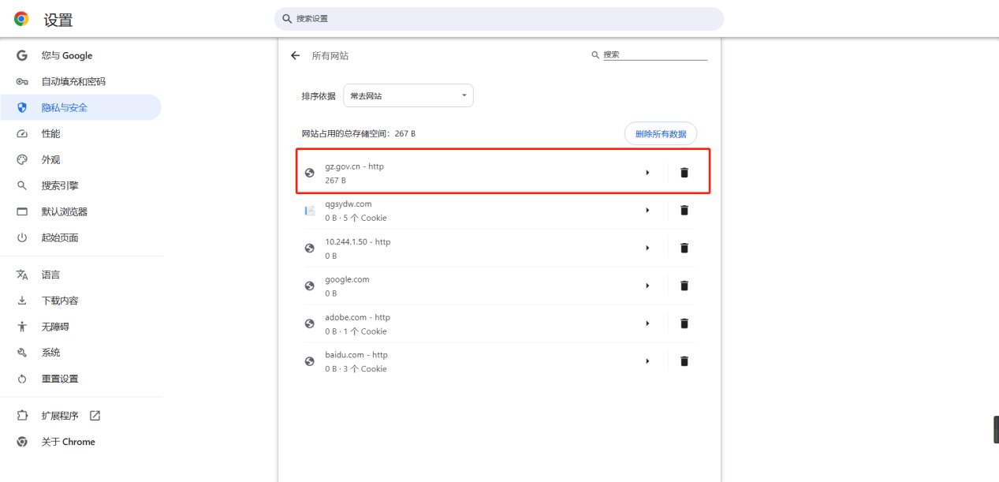 设置
搜索设置
您与 Google
自动填充和密码
隐私与安全
性能
外观
搜索引擎
默认浏览器
起始页面
语言
下载内容
无障碍
系统
重置设置
扩展程序
关于 Chrome
所有网站
搜索
排序依据
常去网站
网站占用的总存储空间：267 B
删除所有数据
gz.gov.cn - http
267 B
qgsydw.com
0 B · 5 个 Cookie
10.244.1.50 - http
0 B
google.com
0 B
adobe.com - http
0 B · 1 个 Cookie
baidu.com - http
0 B · 3 个 Cookie